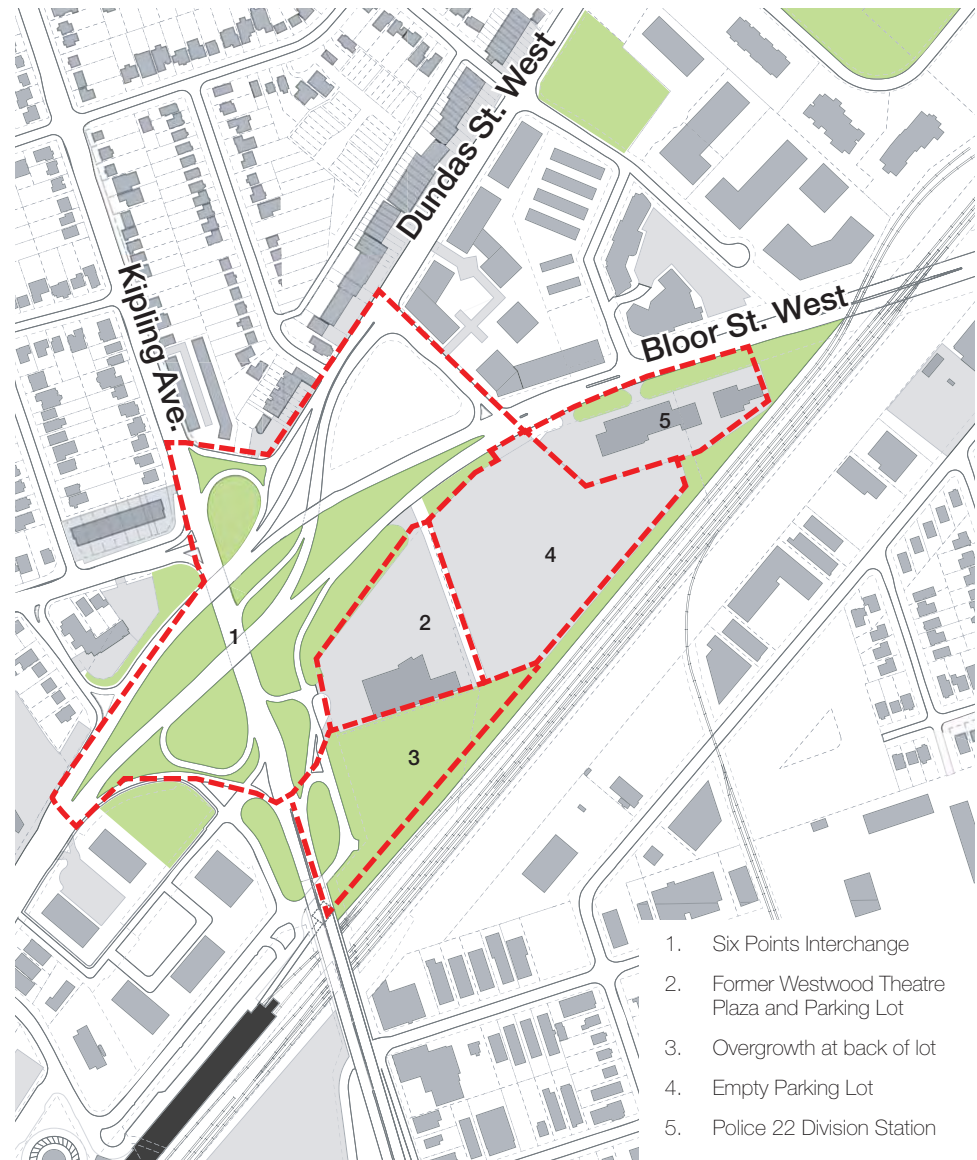 Dundas St. West
Kipling Ave.
Bloor St. West
5
4
2
1
3
1. Six Points Interchange
2. Former Westwood Theatre
Plaza and Parking Lot
3. Overgrowth at back of lot
4. Empty Parking Lot
5. Police 22 Division Station